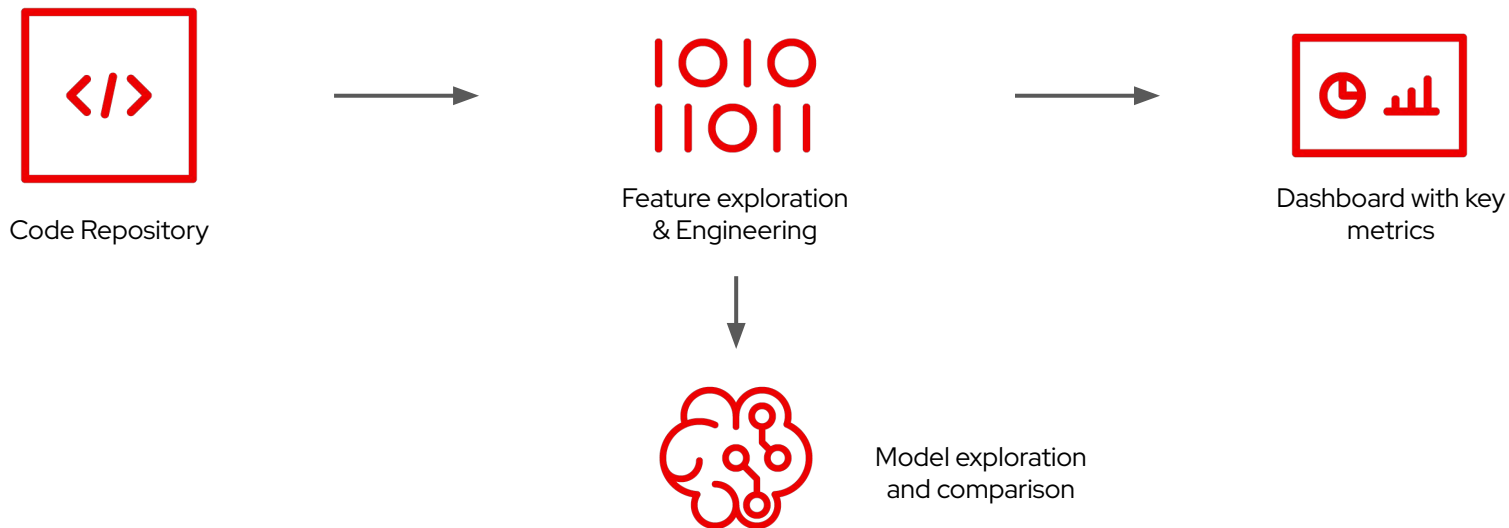 </>
1010
11011
Code Repository
Feature exploration
& Engineering
Dashboard with key
metrics
Model exploration
and comparison